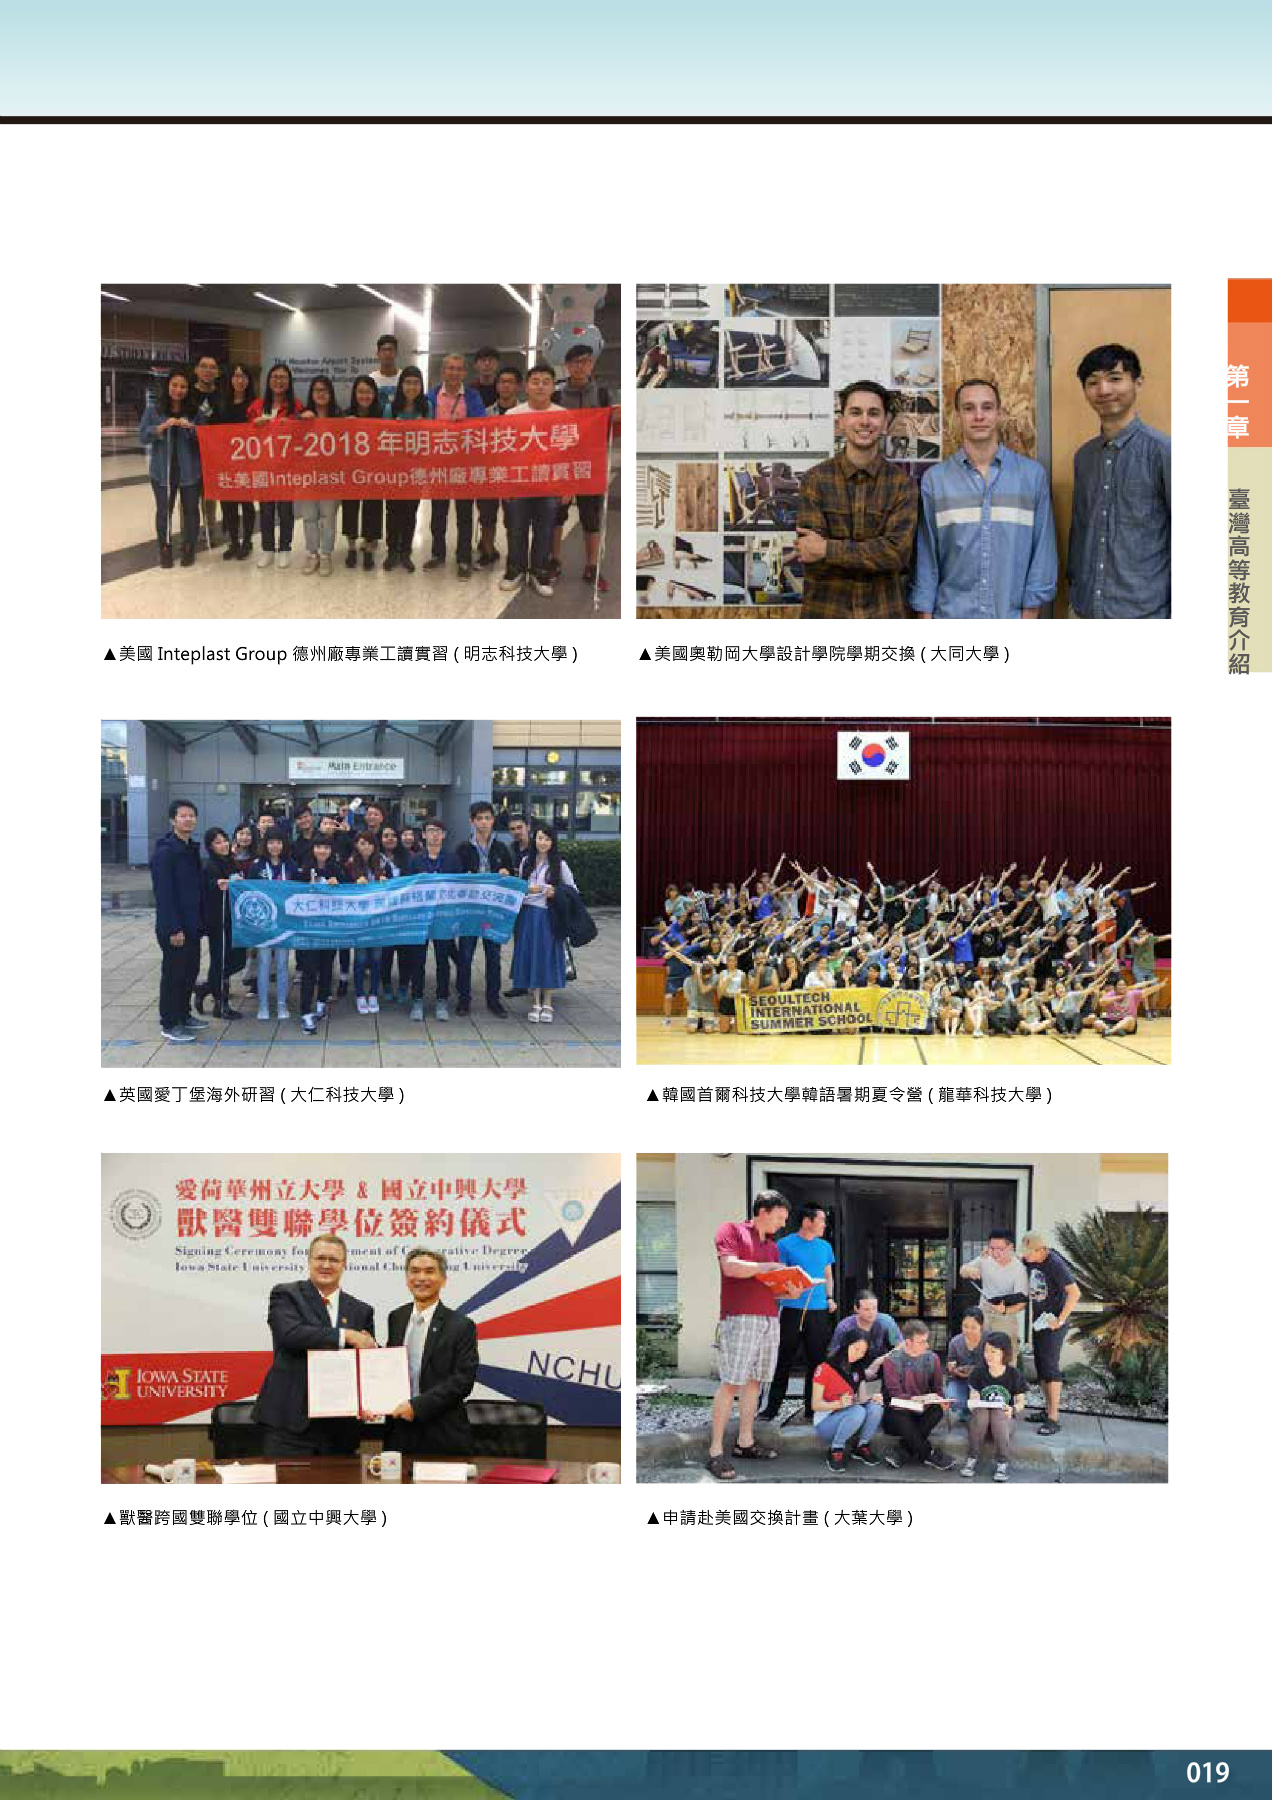 第一章
臺灣高等教育介紹
The Houston Airport System
Welcomes You To
2017-2018 年明志科技大學
赴美國Inteplast Group德州廠專業工讀實習
▲美國 Inteplast Group 德州廠專業工讀實習 ( 明志科技大學 )
▲美國奧勒岡大學設計學院學期交換 ( 大同大學 )
Main Entrance
大仁科技大學
▲英國愛丁堡海外研習 ( 大仁科技大學 )
SEOULTECH
INTERNATIONAL
SUMMER SCHOOL
▲韓國首爾科技大學韓語暑期夏令營 ( 龍華科技大學 )
愛荷華州立大學 & 國立中興大學
獸醫雙聯學位簽約儀式
Signing Ceremony for
Degree
Iowa State University
University
IOWA STATE
UNIVERSITY
NCHU
▲獸醫跨國雙聯學位 ( 國立中興大學 )
▲申請赴美國交換計畫 ( 大葉大學 )
019